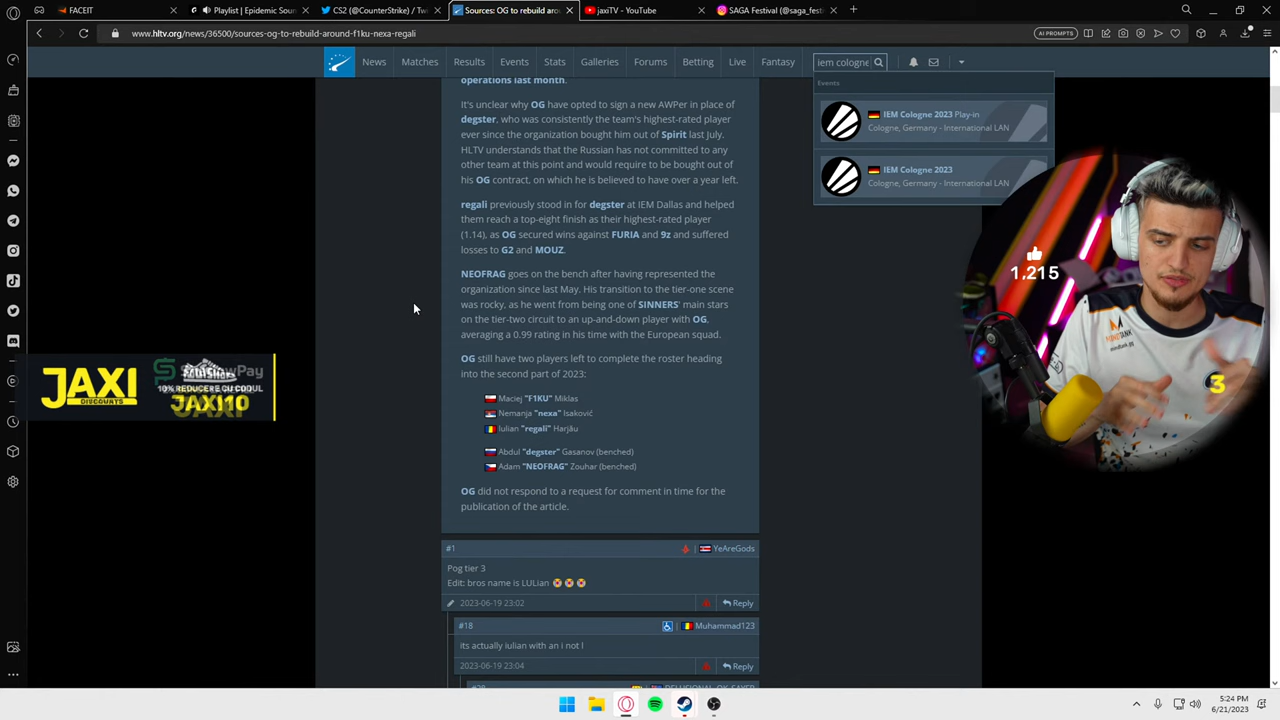 FACEIT
Playlist | Epidemic Soun
CS2 (@CounterStrike) / Twi
Sources: OG to rebuild arou
jaxiTV - YouTube
SAGA Festival (@saga_fest
www.hltv.org/news/36500/sources-og-to-rebuild-around-f1ku-nexa-regali
AI PROMPTS
News
Matches
Results
Events
Stats
Galleries
Forums
Betting
Live
Fantasy
iem cologne
Events
IEM Cologne 2023 Play-in
Cologne, Germany - International LAN
IEM Cologne 2023
Cologne, Germany - International LAN
operations last month.
It's unclear why OG have opted to sign a new AWPer in place of
degster, who was consistently the team's highest-rated player
ever since the organization bought him out of Spirit last July.
HLTV understands that the Russian has not committed to any
other team at this point and would require to be bought out of
his OG contract, on which he is believed to have over a year left.
regali previously stood in for degster at IEM Dallas and helped
them reach a top-eight finish as their highest-rated player
(1.14), as OG secured wins against FURIA and 9z and suffered
losses to G2 and MOUZ.
NEOFRAG goes on the bench after having represented the
organization since last May. His transition to the tier-one scene
was rocky, as he went from being one of SINNERS' main stars
on the tier-two circuit to an up-and-down player with OG,
averaging a 0.99 rating in his time with the European squad.
OG still have two players left to complete the roster heading
into the second part of 2023:
Maciej "F1KU" Miklas
Nemanja "nexa" Isaković
Iulian "regali" Harjău
Abdul "degster" Gasanov (benched)
Adam "NEOFRAG" Zouhar (benched)
OG did not respond to a request for comment in time for the
publication of the article.
#1
YeAreGods
Pog tier 3
Edit: bros name is LULian
2023-06-19 23:02
Reply
#18
Muhammad123
its actually iulian with an i not l
2023-06-19 23:04
Reply
1,215
3
JAXI
DISCOUNTS
10% REDUCERE CU CODUL
JAXI10
5:24 PM
6/21/2023